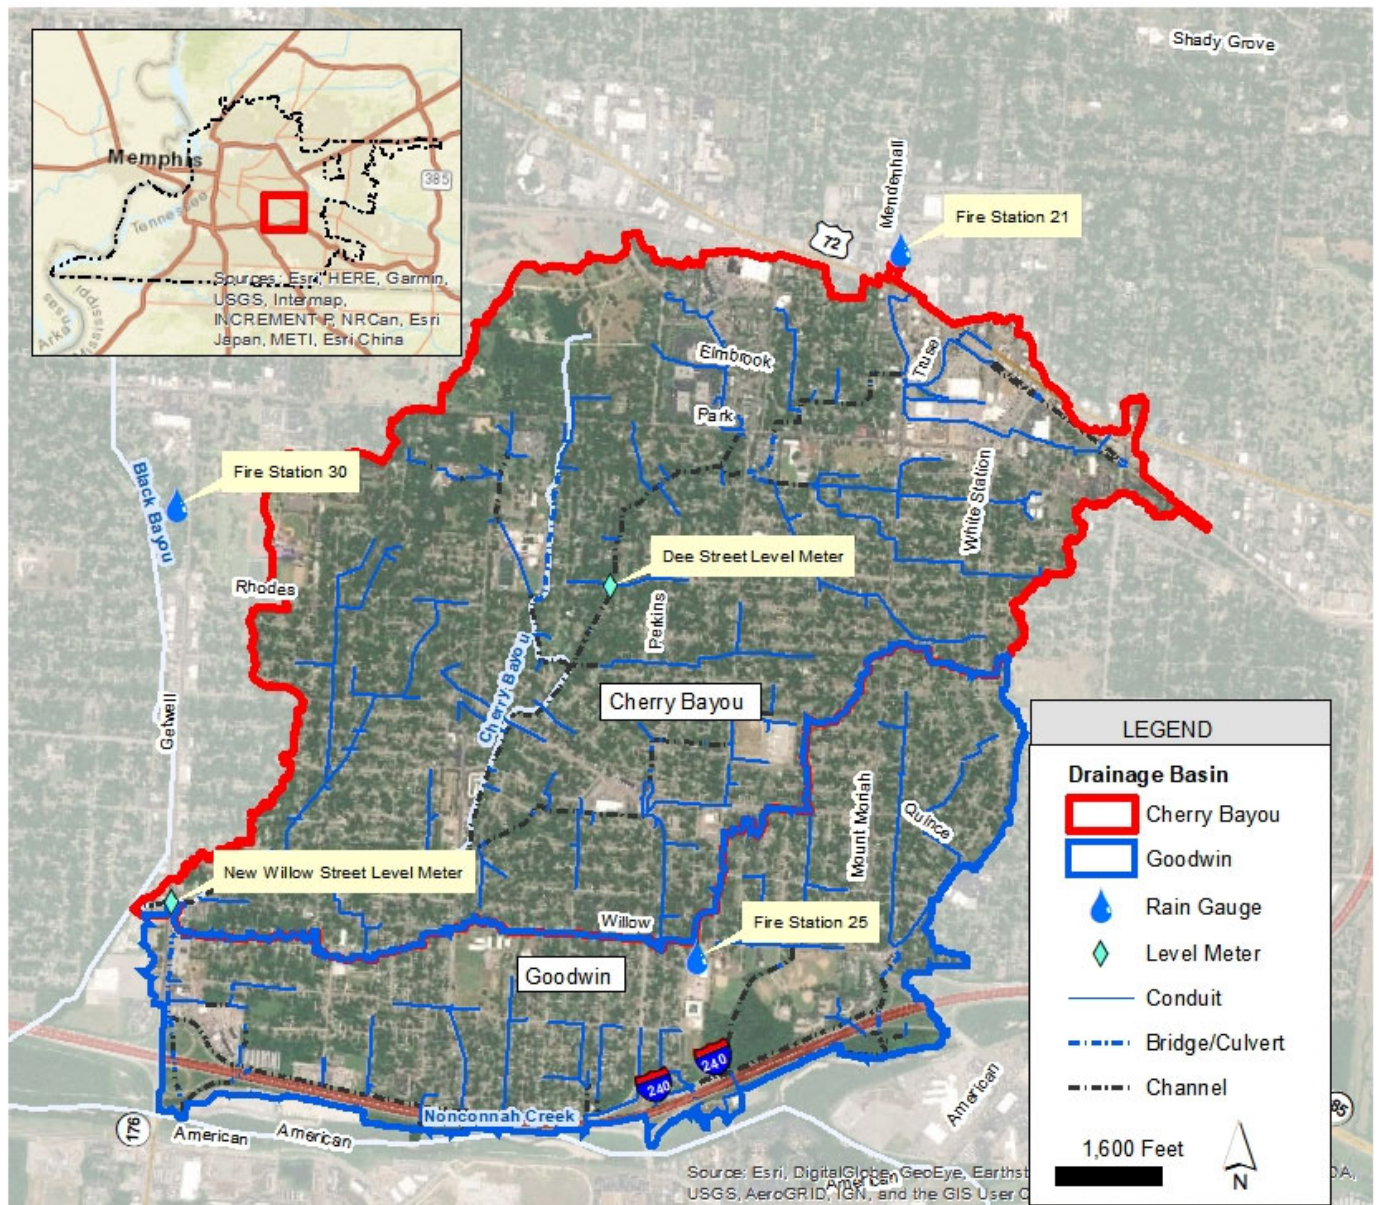 Shady Grove
Memphis
385
Tennessee
Sources: Esri, HERE, Garmin,
USGS, Intermap,
INCREMENT P, NRCan, Esri
Japan, METI, Esri China
Arka
nsas
Mississippi
Mendenhall
Fire Station 21
72
Elmbrook
Truse
Park
Fire Station 30
Black Bayou
White Station
Dee Street Level Meter
Rhodes
Perkins
Cherry Bayou
Cherry Bayou
Getwell
Mount Moriah
Quince
New Willow Street Level Meter
Willow
Fire Station 25
Goodwin
240
240
Nonconnah Creek
176
American
American
American
American
85
Source: Esri, DigitalGlobe, GeoEye, Earthst
DA,
USGS, AeroGRID, IGN, and the GIS User C
LEGEND
Drainage Basin
Cherry Bayou
Goodwin
Rain Gauge
Level Meter
Conduit
Bridge/Culvert
Channel
1,600 Feet
N